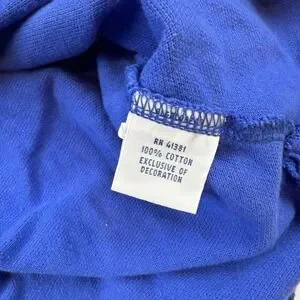 RN 41381
100% COTTON
EXCLUSIVE OF
DECORATION